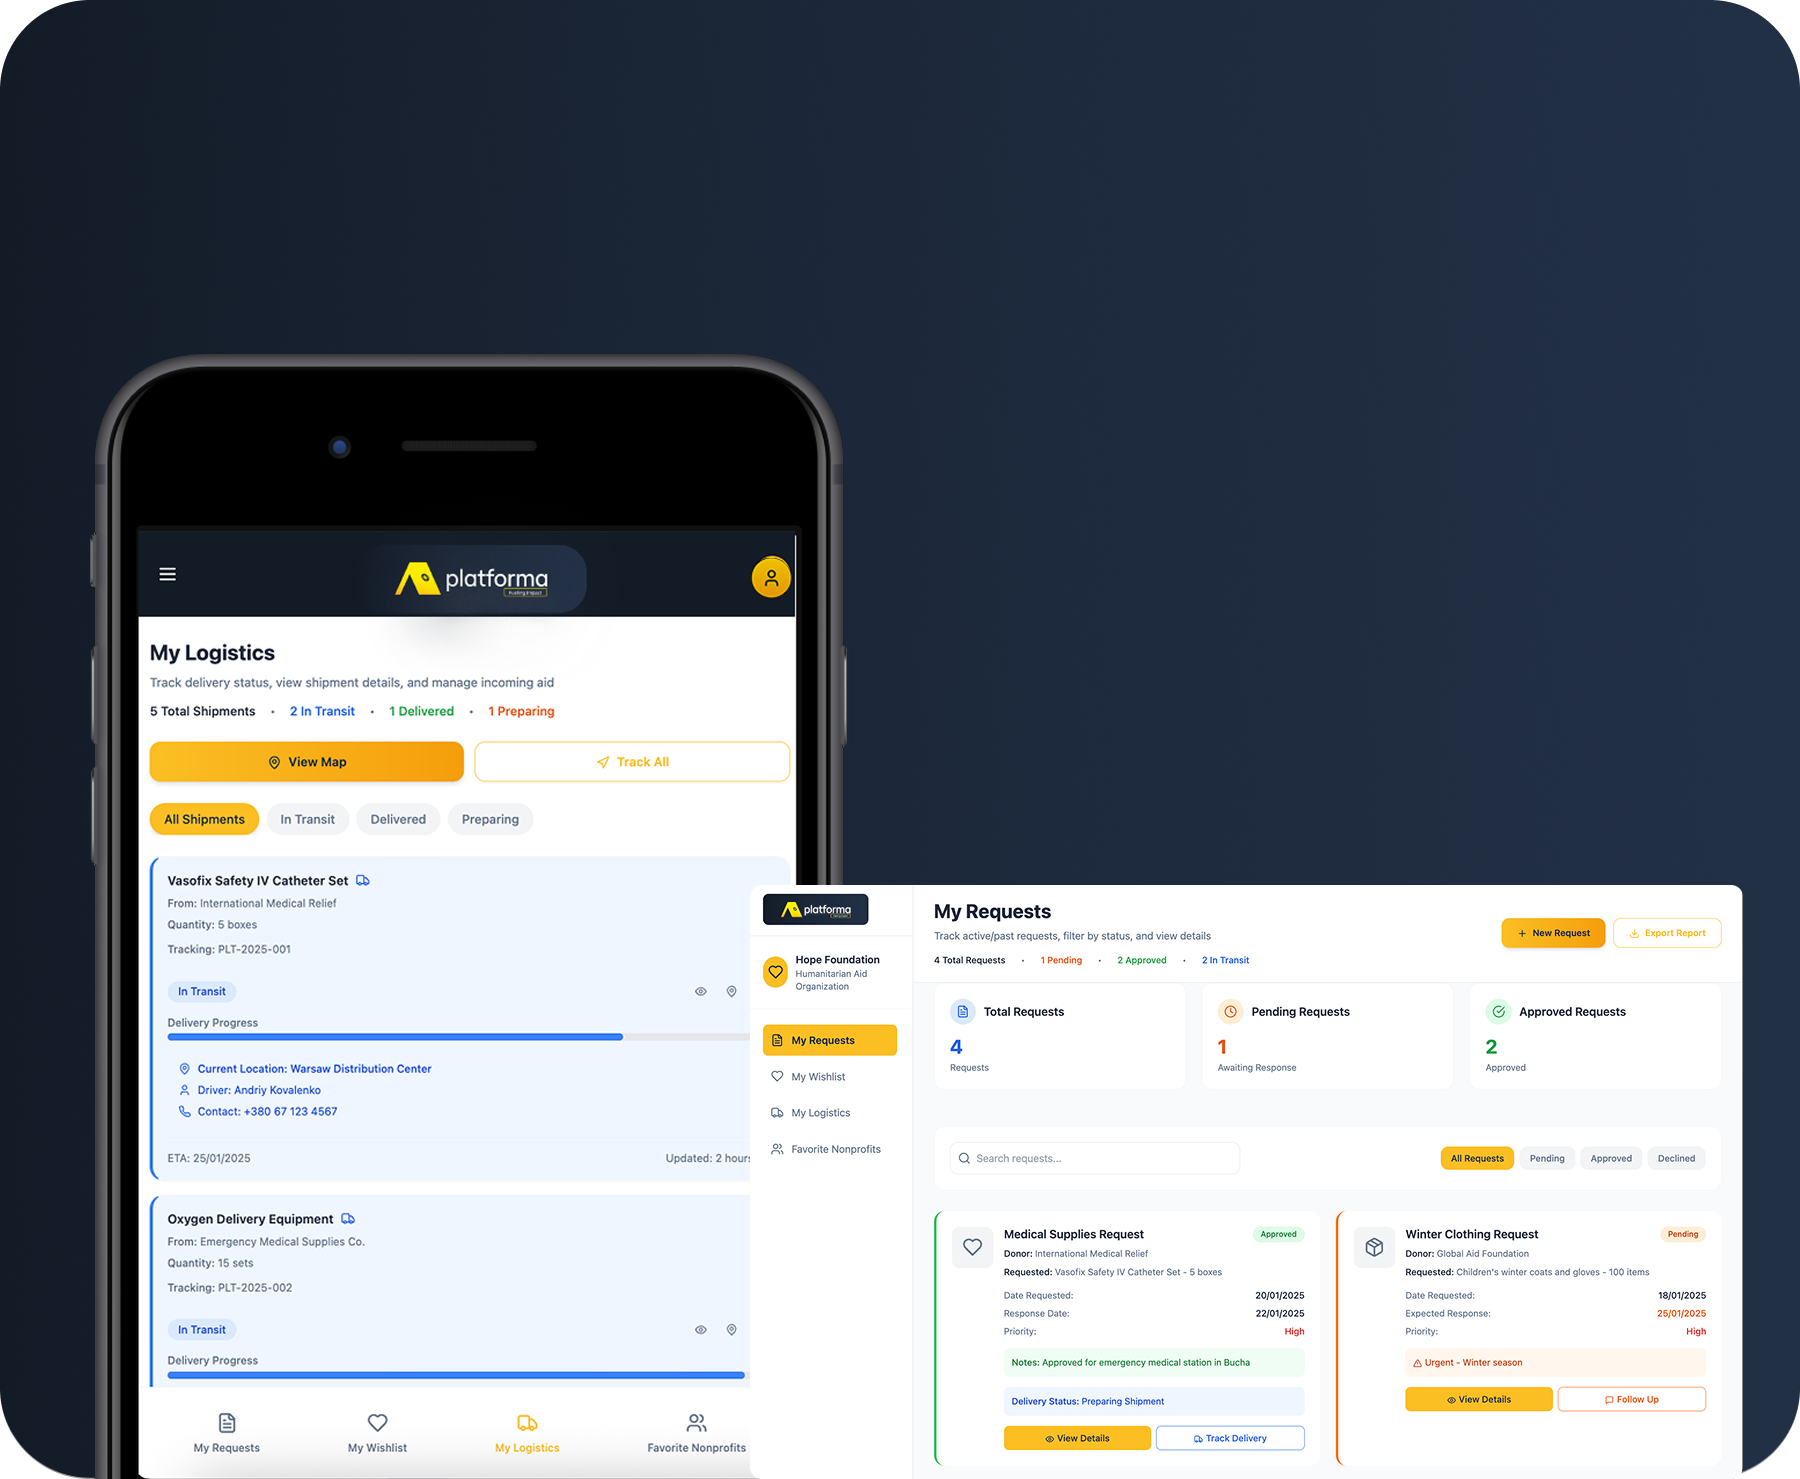 platforma
My Logistics
Track delivery status, view shipment details, and manage incoming aid
5 Total Shipments • 2 In Transit • 1 Delivered • 1 Preparing
View Map
Track All
All Shipments
In Transit
Delivered
Preparing
Vasofix Safety IV Catheter Set
From: International Medical Relief
Quantity: 5 boxes
Tracking: PLT-2025-001
In Transit
Delivery Progress
Current Location: Warsaw Distribution Center
Driver: Andriy Kovalenko
Contact: +380 67 123 4567
ETA: 25/01/2025
Updated: 2 hours
Oxygen Delivery Equipment
From: Emergency Medical Supplies Co.
Quantity: 15 sets
Tracking: PLT-2025-002
In Transit
Delivery Progress
My Requests
My Wishlist
My Logistics
Favorite Nonprofits
platforma
Hope Foundation
Humanitarian Aid
Organization
My Requests
My Wishlist
My Logistics
Favorite Nonprofits
My Requests
Track active/past requests, filter by status, and view details
4 Total Requests • 1 Pending • 2 Approved • 2 In Transit
New Request
Export Report
Total Requests
4
Requests
Pending Requests
1
Awaiting Response
Approved Requests
2
Approved
Search requests...
All Requests
Pending
Approved
Declined
Medical Supplies Request
Approved
Donor: International Medical Relief
Requested: Vasofix Safety IV Catheter Set - 5 boxes
Date Requested: 20/01/2025
Response Date: 22/01/2025
Priority: High
Notes: Approved for emergency medical station in Bucha
Delivery Status: Preparing Shipment
View Details
Track Delivery
Winter Clothing Request
Pending
Donor: Global Aid Foundation
Requested: Children's winter coats and gloves - 100 items
Date Requested: 18/01/2025
Expected Response: 25/01/2025
Priority: High
Urgent - Winter season
View Details
Follow Up